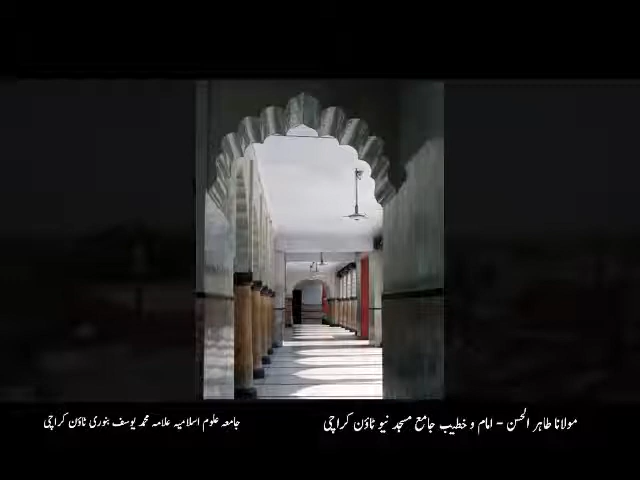 مولانا طاہر الحسن - امام و خطیب جامع مسجد نیو ٹاؤن کراچی
جامعہ علوم اسلامیہ علامہ محمد یوسف بنوری ٹاؤن کراچی